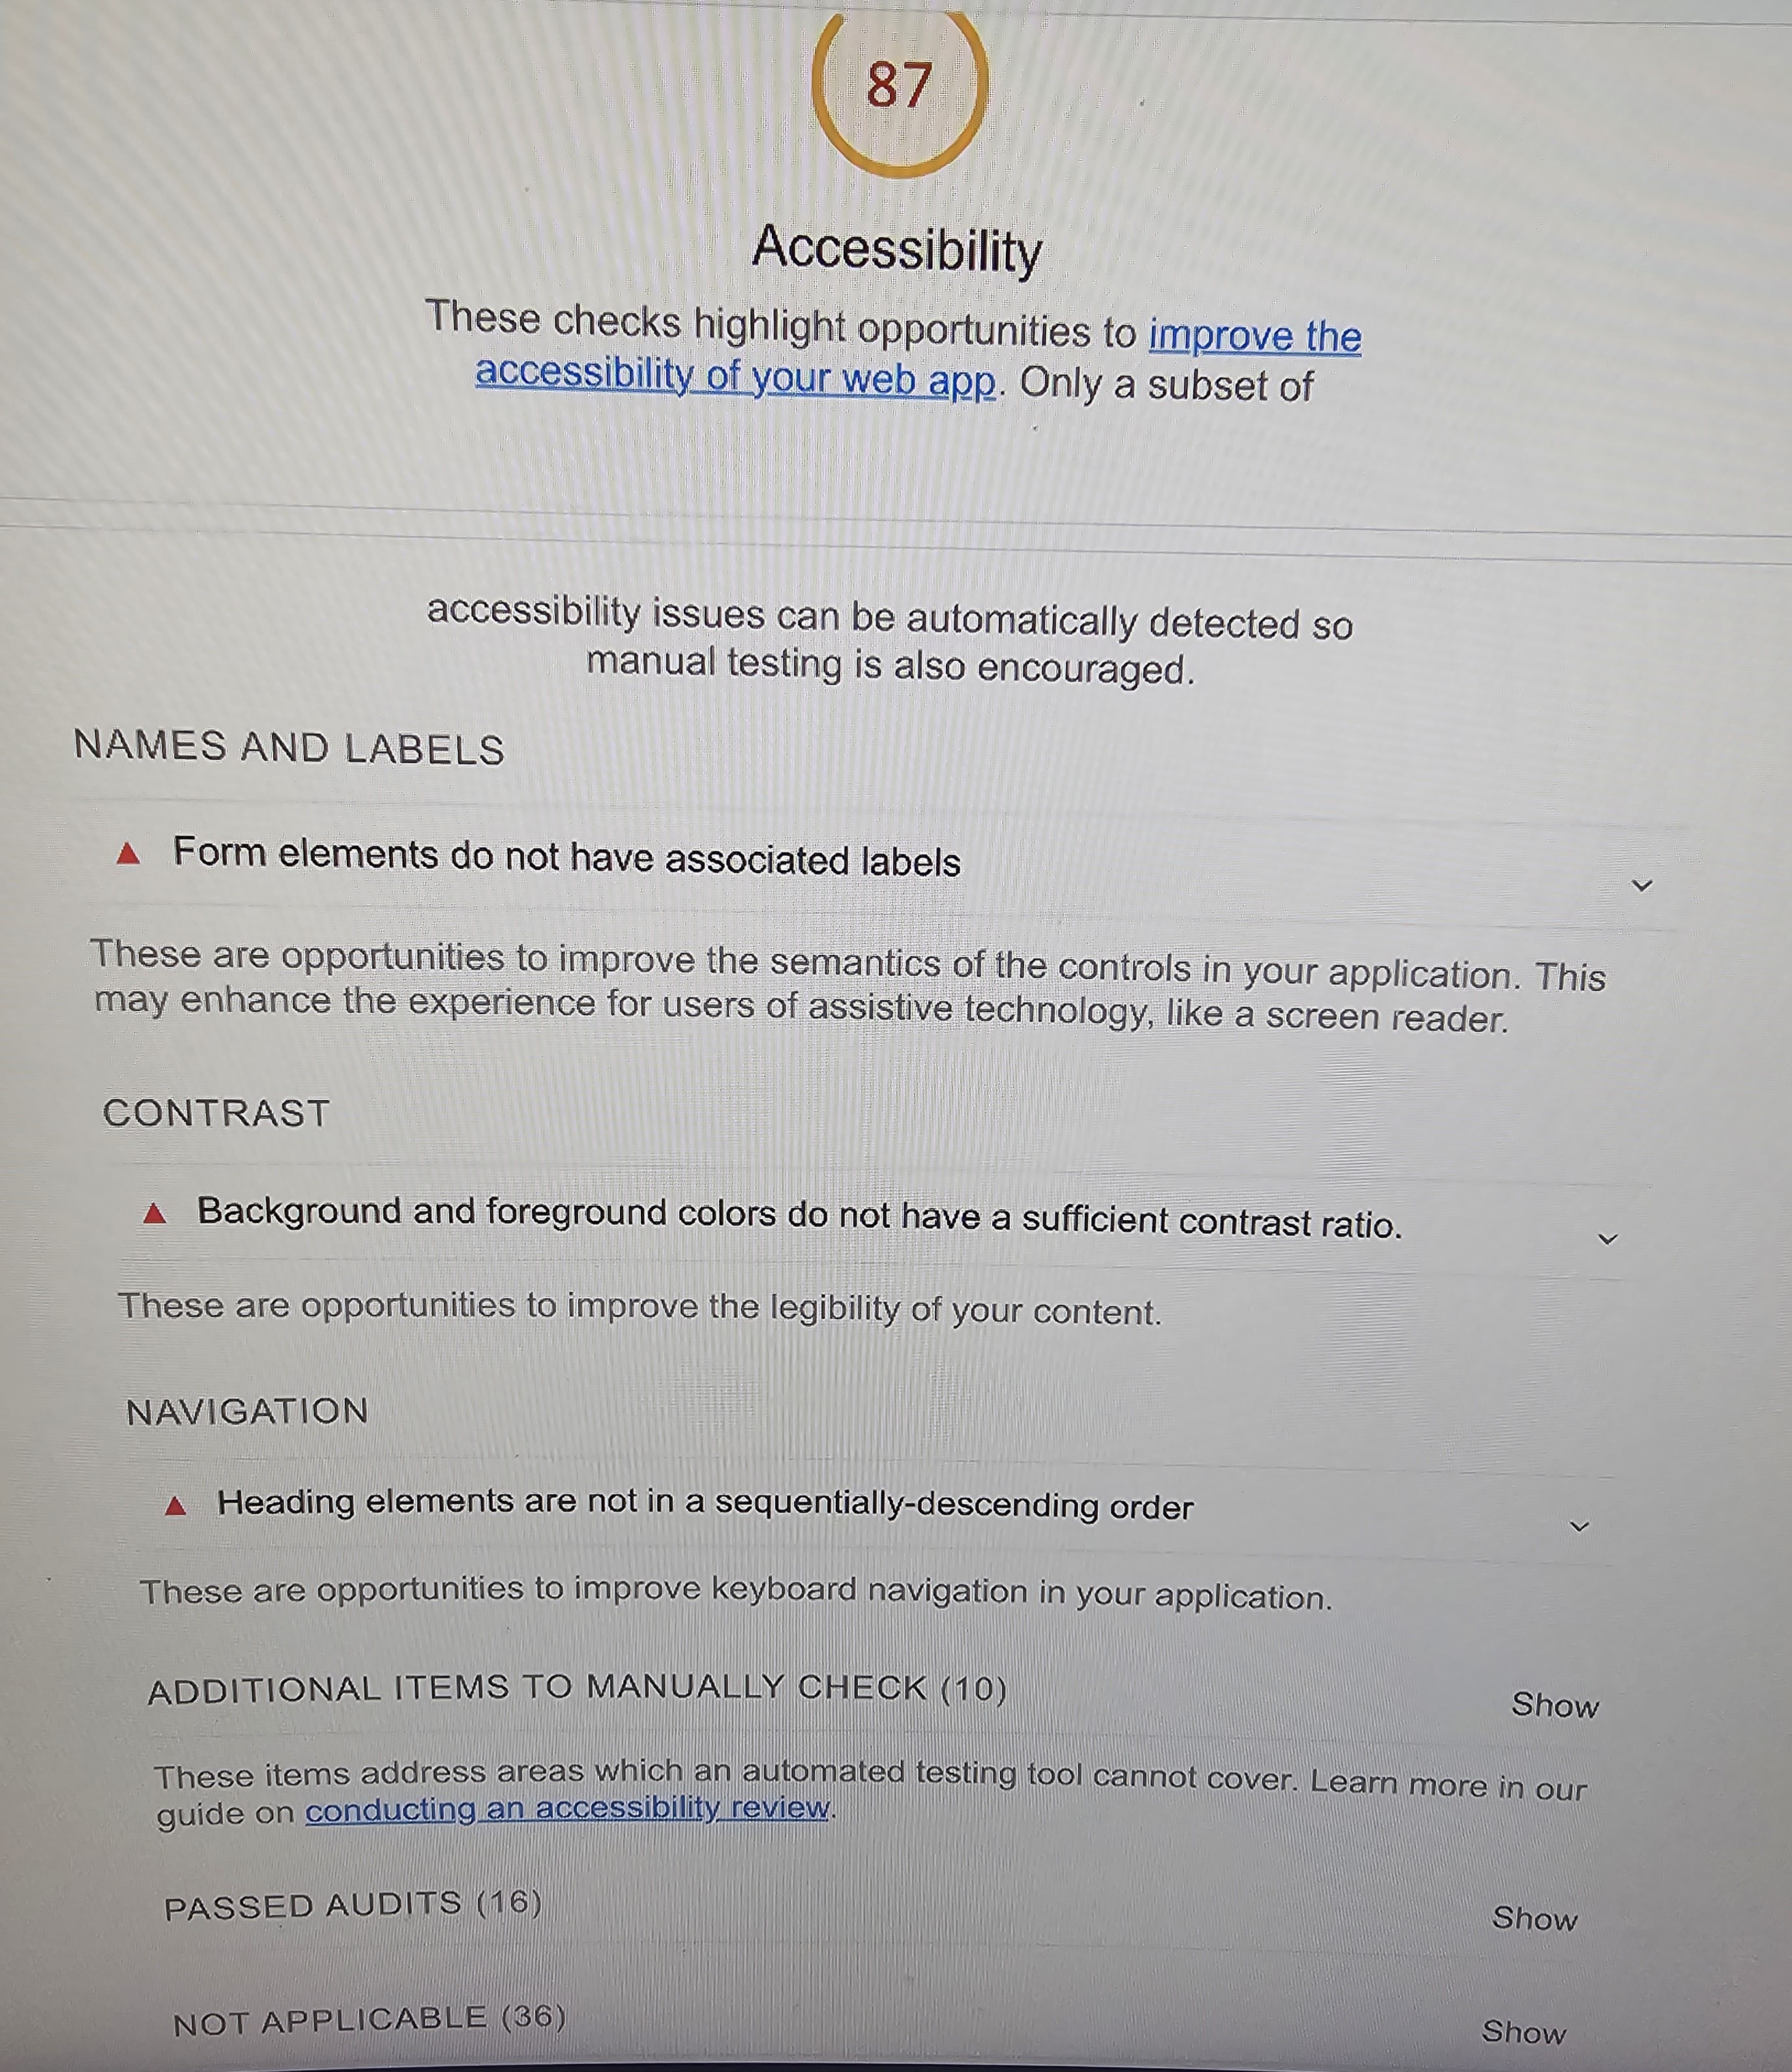 87
Accessibility
These checks highlight opportunities to improve the
accessibility of your web app. Only a subset of
accessibility issues can be automatically detected so
manual testing is also encouraged.
NAMES AND LABELS
Form elements do not have associated labels
These are opportunities to improve the semantics of the controls in your application. This
may enhance the experience for users of assistive technology, like a screen reader.
CONTRAST
Background and foreground colors do not have a sufficient contrast ratio.
These are opportunities to improve the legibility of your content.
NAVIGATION
Heading elements are not in a sequentially-descending order
These are opportunities to improve keyboard navigation in your application.
ADDITIONAL ITEMS TO MANUALLY CHECK (10) Show
These items address areas which an automated testing tool cannot cover. Learn more in our
guide on conducting an accessibility review.
PASSED AUDITS (16) Show
NOT APPLICABLE (36) Show